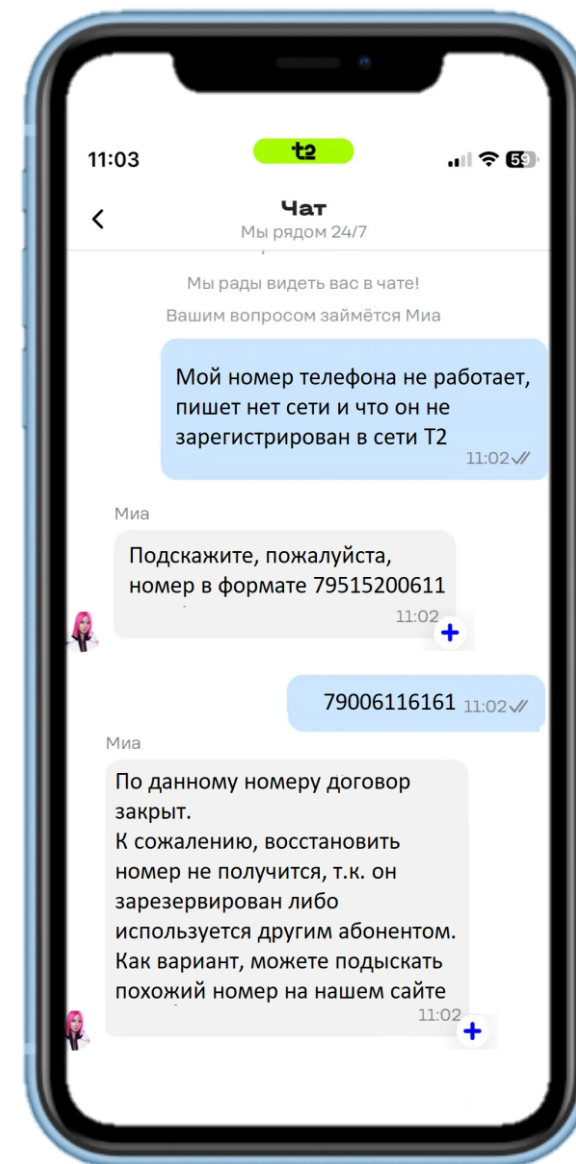 11:03
t2
59
Чат
Мы рядом 24/7
Мы рады видеть вас в чате!
Вашим вопросом займётся Миа
Мой номер телефона не работает,
пишет нет сети и что он не
зарегистрирован в сети Т2
11:02
Миа
Подскажите, пожалуйста,
номер в формате 79515200611
11:02
79006116161 11:02
Миа
По данному номеру договор
закрыт.
К сожалению, восстановить
номер не получится, т.к. он
зарезервирован либо
используется другим абонентом.
Как вариант, можете подыскать
похожий номер на нашем сайте
11:02